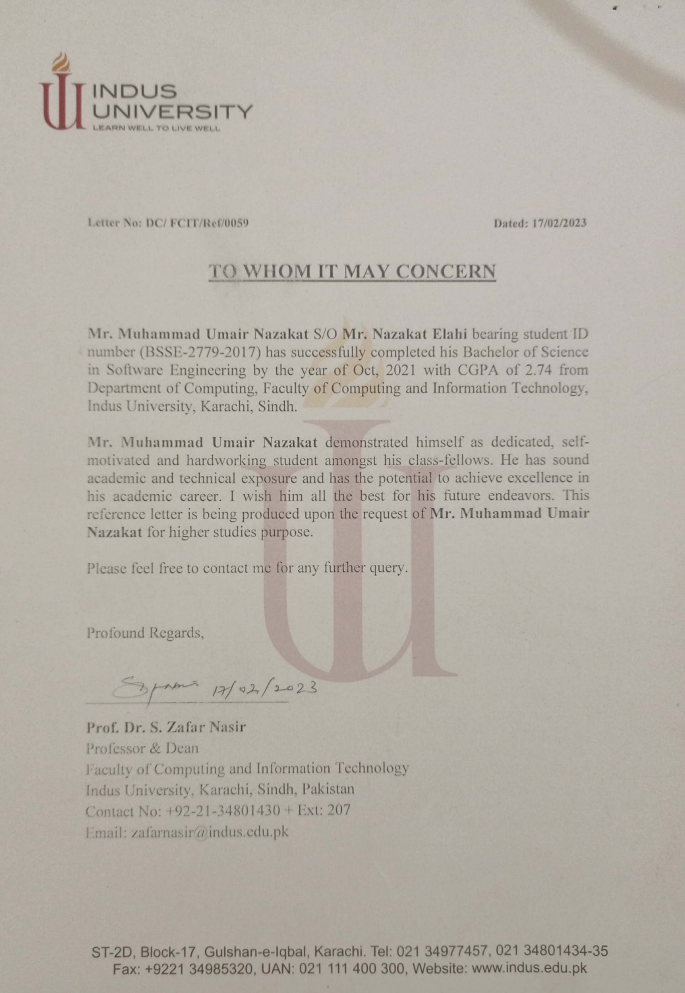 INDUS
UNIVERSITY
LEARN WELL TO LIVE WELL
Letter No: DC/ FCIT/Ref/0059 Dated: 17/02/2023
TO WHOM IT MAY CONCERN
Mr. Muhammad Umair Nazakat S/O Mr. Nazakat Elahi bearing student ID
number (BSSE-2779-2017) has successfully completed his Bachelor of Science
in Software Engineering by the year of Oct, 2021 with CGPA of 2.74 from
Department of Computing, Faculty of Computing and Information Technology,
Indus University, Karachi, Sindh.
Mr. Muhammad Umair Nazakat demonstrated himself as dedicated, self-
motivated and hardworking student amongst his class-fellows. He has sound
academic and technical exposure and has the potential to achieve excellence in
his academic career. I wish him all the best for his future endeavors. This
reference letter is being produced upon the request of Mr. Muhammad Umair
Nazakat for higher studies purpose.
Please feel free to contact me for any further query.
Profound Regards,
17/02/2023
Prof. Dr. S. Zafar Nasir
Professor & Dean
Faculty of Computing and Information Technology
Indus University, Karachi, Sindh, Pakistan
Contact No: +92-21-34801430 + Ext: 207
Email: zafarnasir@indus.edu.pk
ST-2D, Block-17, Gulshan-e-Iqbal, Karachi. Tel: 021 34977457, 021 34801434-35
Fax: +9221 34985320, UAN: 021 111 400 300, Website: www.indus.edu.pk